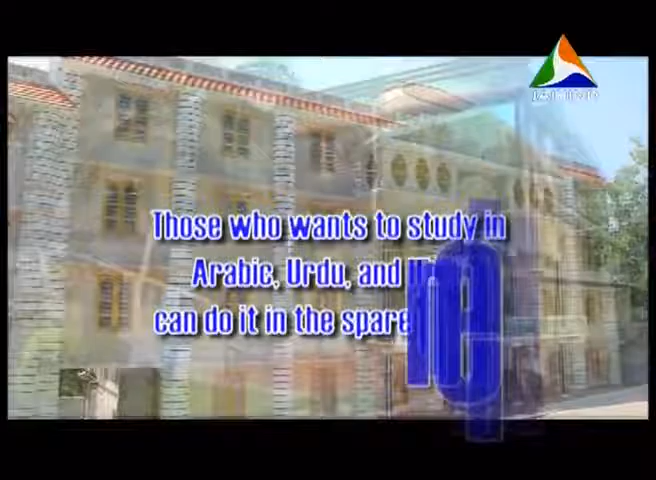 Those who wants to study in
Arabic, Urdu, and
can do it in the spare